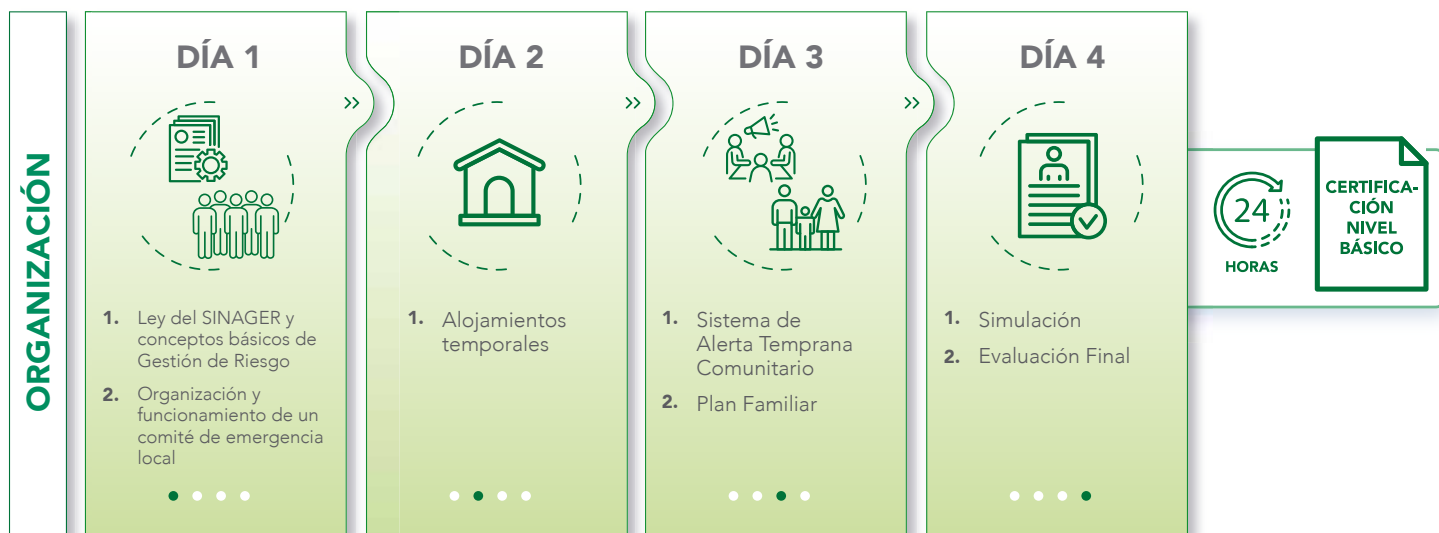 ORGANIZACIÓN
DÍA 1
1. Ley del SINAGER y
conceptos básicos de
Gestión de Riesgo
2. Organización y
funcionamiento de un
comité de emergencia
local
DÍA 2
1. Alojamientos
temporales
DÍA 3
1. Sistema de
Alerta Temprana
Comunitario
2. Plan Familiar
DÍA 4
1. Simulación
2. Evaluación Final
24
HORAS
CERTIFICA-
CIÓN
NIVEL
BÁSICO